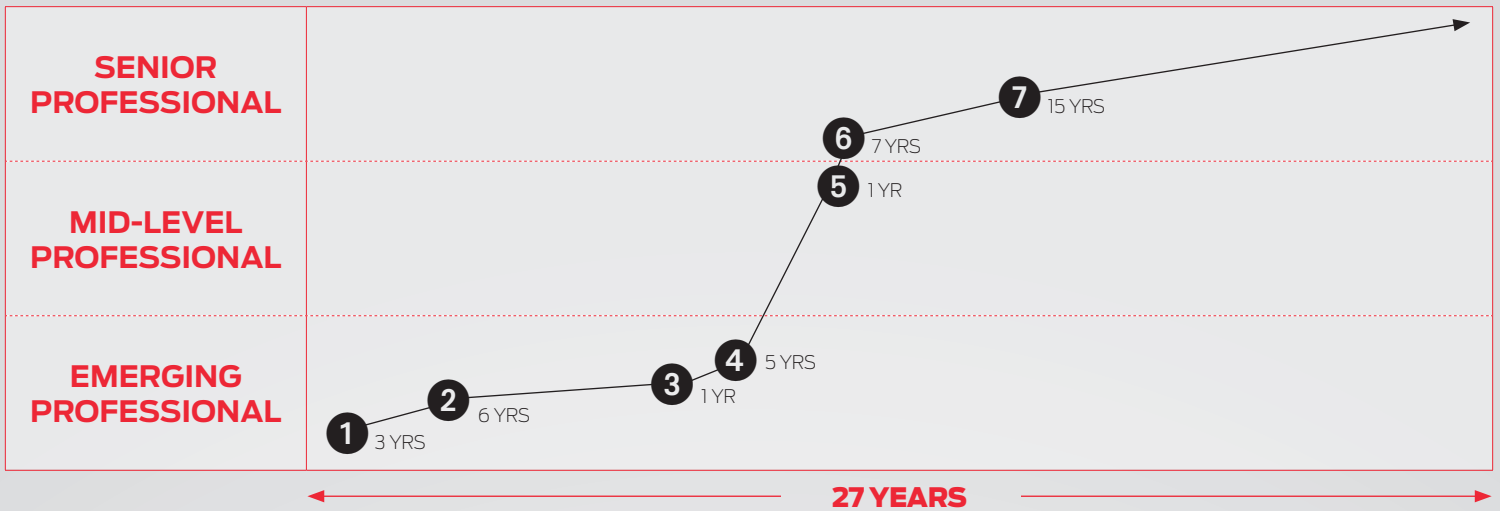 SENIOR
PROFESSIONAL
7
15 YRS
6
7 YRS
MID-LEVEL
PROFESSIONAL
5
1 YR
EMERGING
PROFESSIONAL
4
5 YRS
3
1 YR
2
6 YRS
1
3 YRS
27 YEARS